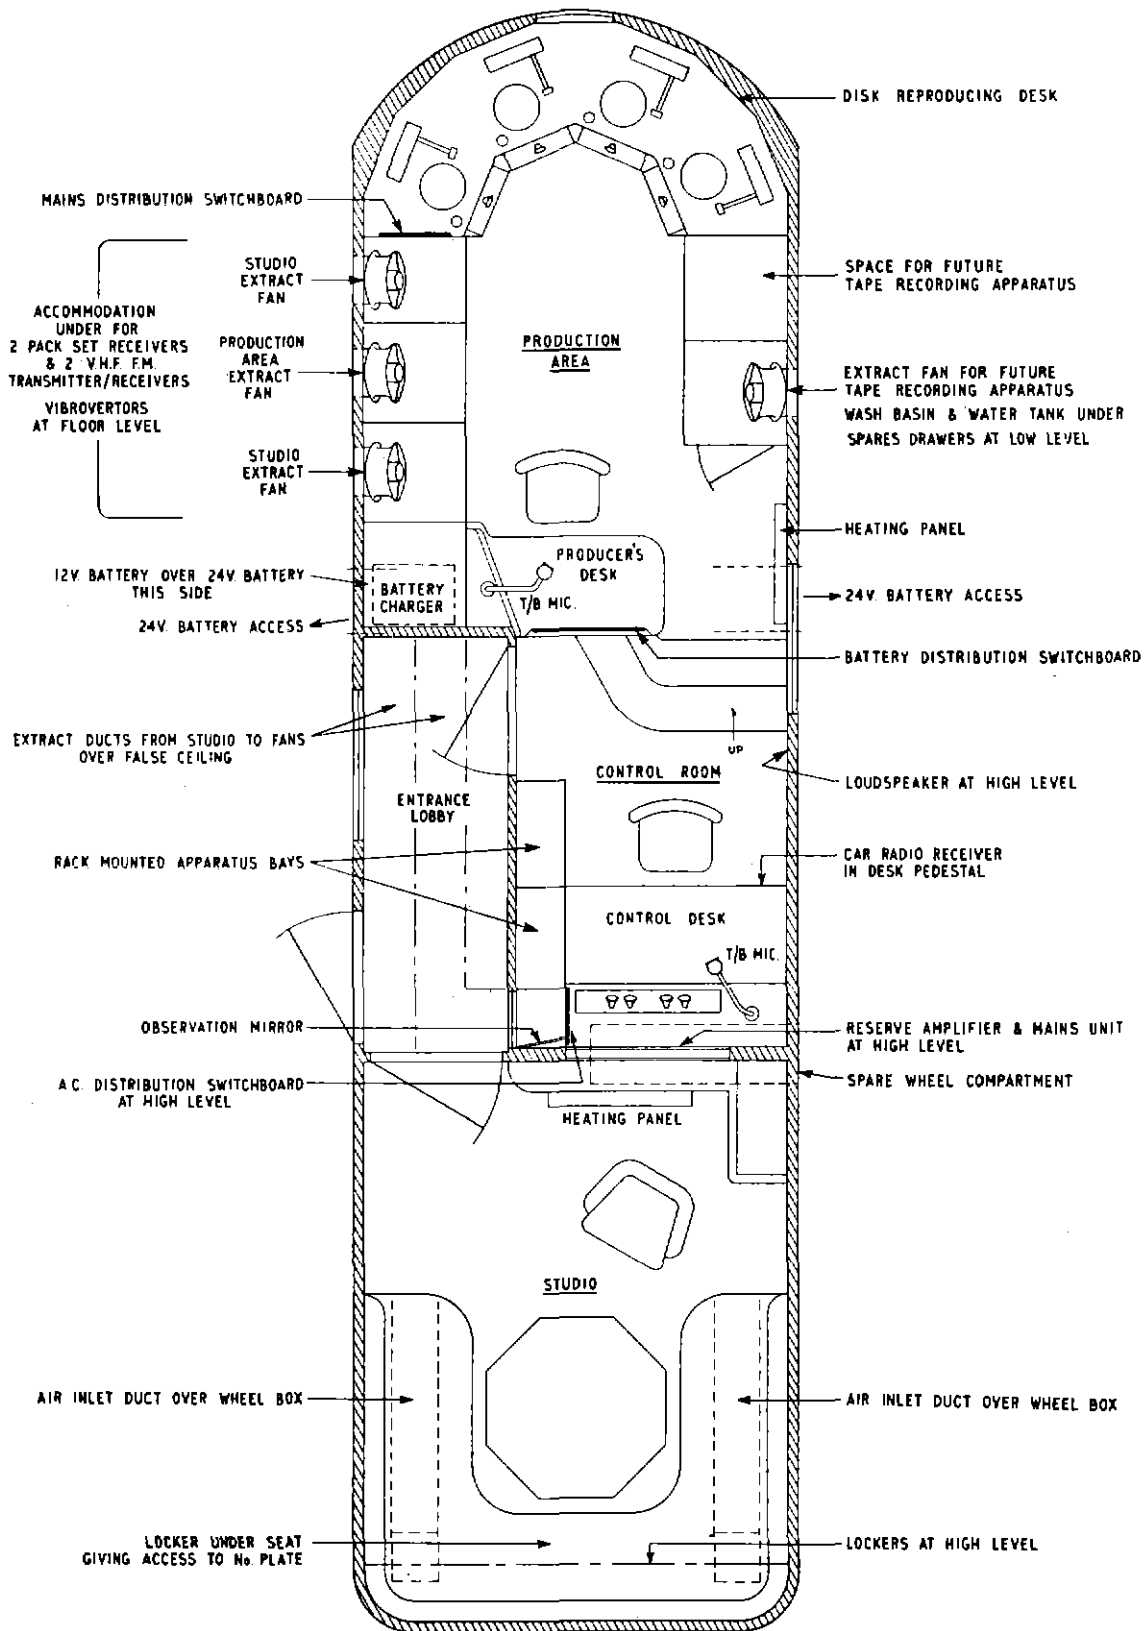 DISK REPRODUCING DESK
MAINS DISTRIBUTION SWITCHBOARD
STUDIO
EXTRACT
FAN
SPACE FOR FUTURE
TAPE RECORDING APPARATUS
ACCOMMODATION
UNDER FOR
2 PACK SET RECEIVERS
& 2 V.H.F. F.M.
TRANSMITTER/RECEIVERS
VIBROVERTORS
AT FLOOR LEVEL
PRODUCTION
AREA
EXTRACT
FAN
PRODUCTION
AREA
EXTRACT FAN FOR FUTURE
TAPE RECORDING APPARATUS
WASH BASIN & WATER TANK UNDER
SPARES DRAWERS AT LOW LEVEL
STUDIO
EXTRACT
FAN
HEATING PANEL
12V. BATTERY OVER 24V. BATTERY
THIS SIDE
BATTERY
CHARGER
PRODUCER'S
DESK
T/B MIC.
24V. BATTERY ACCESS
24V. BATTERY ACCESS
BATTERY DISTRIBUTION SWITCHBOARD
EXTRACT DUCTS FROM STUDIO TO FANS
OVER FALSE CEILING
UP
CONTROL ROOM
LOUDSPEAKER AT HIGH LEVEL
ENTRANCE
LOBBY
RACK MOUNTED APPARATUS BAYS
CAR RADIO RECEIVER
IN DESK PEDESTAL
CONTROL DESK
T/B MIC.
OBSERVATION MIRROR
RESERVE AMPLIFIER & MAINS UNIT
AT HIGH LEVEL
A.C. DISTRIBUTION SWITCHBOARD
AT HIGH LEVEL
SPARE WHEEL COMPARTMENT
HEATING PANEL
STUDIO
AIR INLET DUCT OVER WHEEL BOX
AIR INLET DUCT OVER WHEEL BOX
LOCKER UNDER SEAT
GIVING ACCESS TO No. PLATE
LOCKERS AT HIGH LEVEL